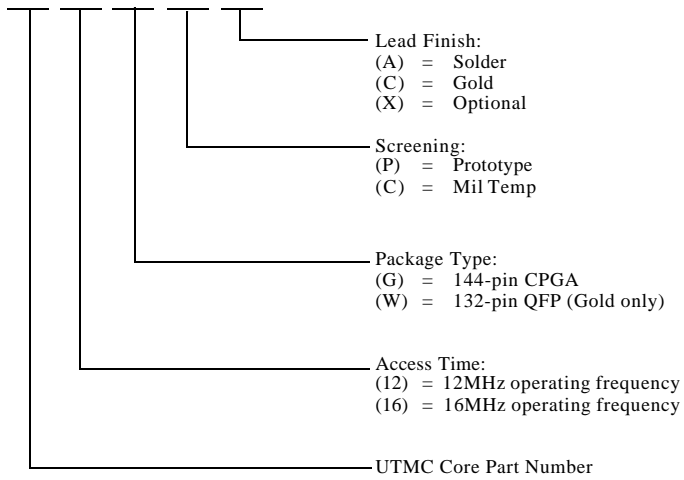 Lead Finish:
(A) = Solder
(C) = Gold
(X) = Optional
Screening:
(P) = Prototype
(C) = Mil Temp
Package Type:
(G) = 144-pin CPGA
(W) = 132-pin QFP (Gold only)
Access Time:
(12) = 12MHz operating frequency
(16) = 16MHz operating frequency
UTMC Core Part Number